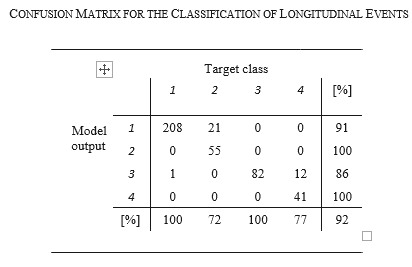 CONFUSION MATRIX FOR THE CLASSIFICATION OF LONGITUDINAL EVENTS
Target class
1 2 3 4 [%]
Model output 1 208 21 0 0 91
2 0 55 0 0 100
3 1 0 82 12 86
4 0 0 0 41 100
[%] 100 72 100 77 92